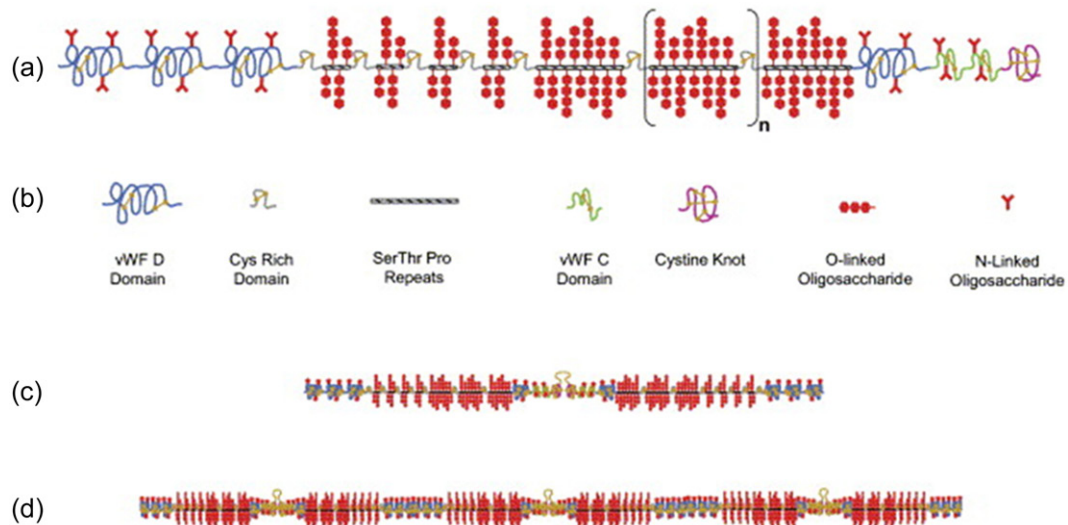 (a)
n
(b)
vWF D Domain
Cys Rich Domain
SerThr Pro Repeats
vWF C Domain
Cystine Knot
O-linked Oligosaccharide
N-Linked Oligosaccharide
(c)
(d)